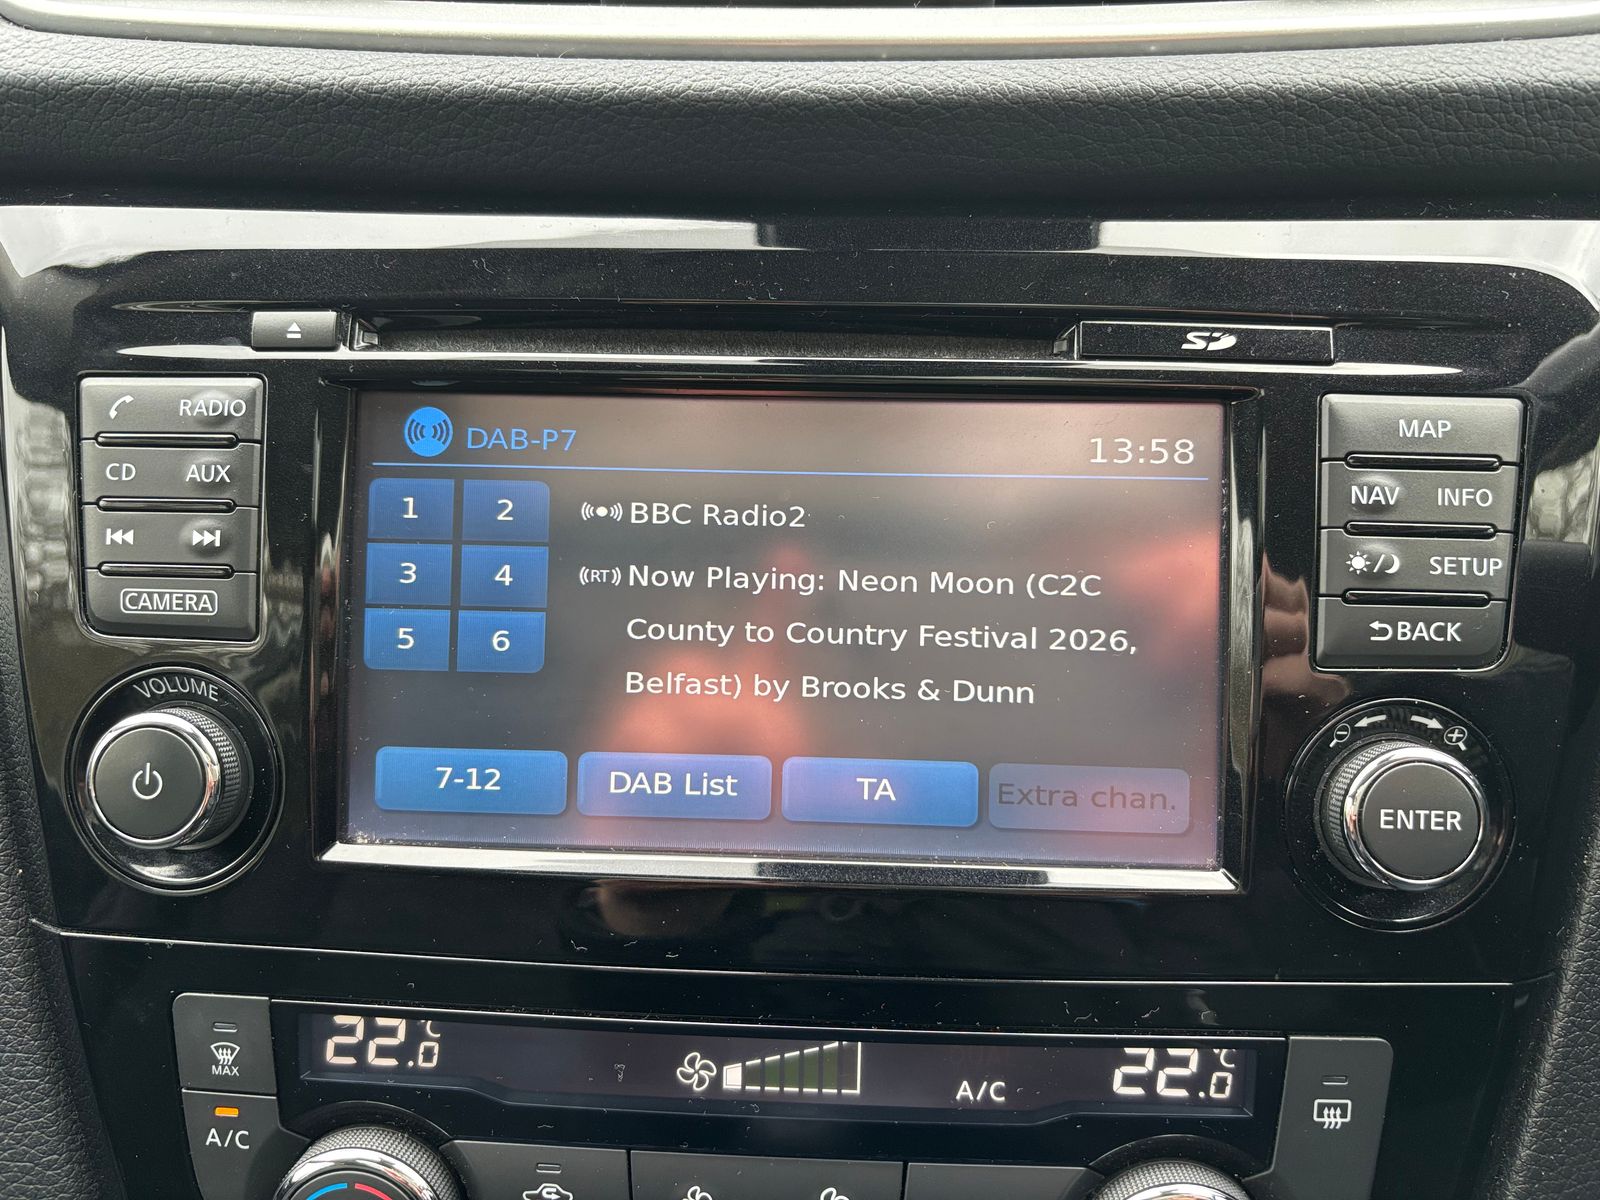 SD
RADIO
CD AUX
CAMERA
VOLUME
DAB-P7
13:58
1 2
3 4
5 6
BBC Radio2
RT Now Playing: Neon Moon (C2C
County to Country Festival 2026,
Belfast) by Brooks & Dunn
7-12 DAB List TA Extra chan.
MAP
NAV INFO
SETUP
BACK
ENTER
22.0 °C
A/C
22.0 °C
MAX
A/C